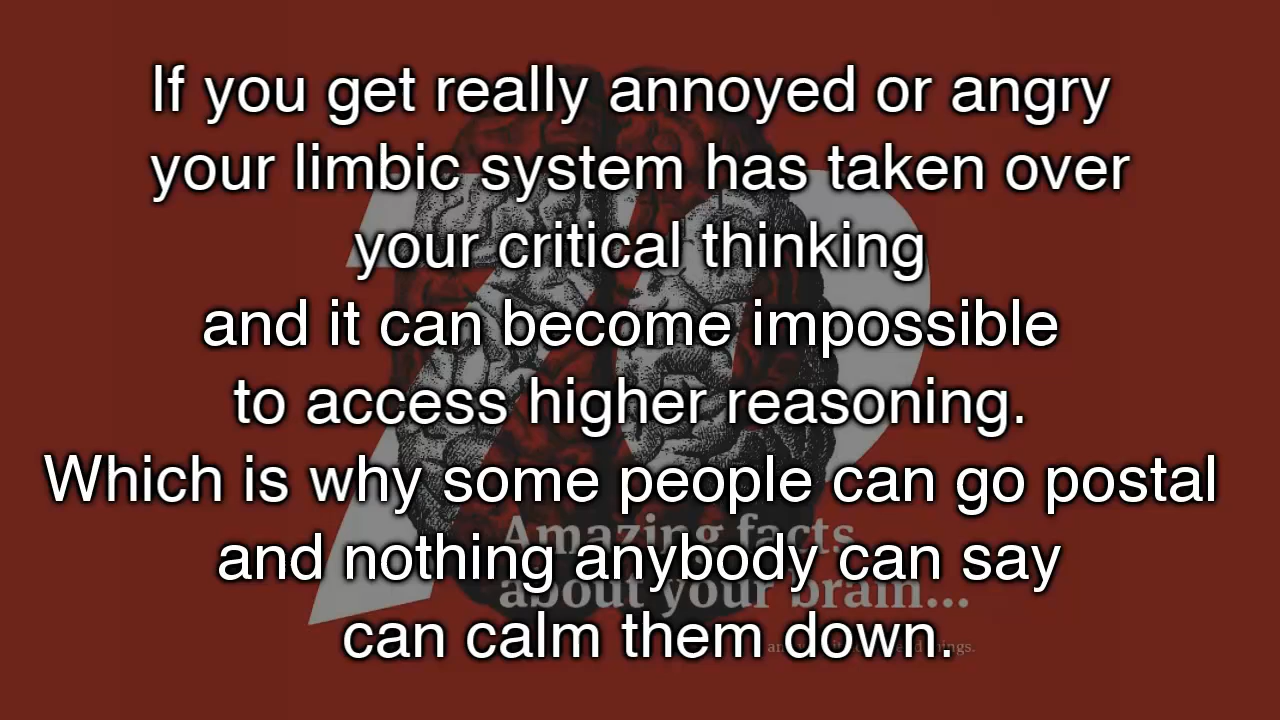 If you get really annoyed or angry
your limbic system has taken over
your critical thinking
and it can become impossible
to access higher reasoning.
Which is why some people can go postal
and nothing anybody can say
can calm them down.
70
Amazing facts
about your brain...